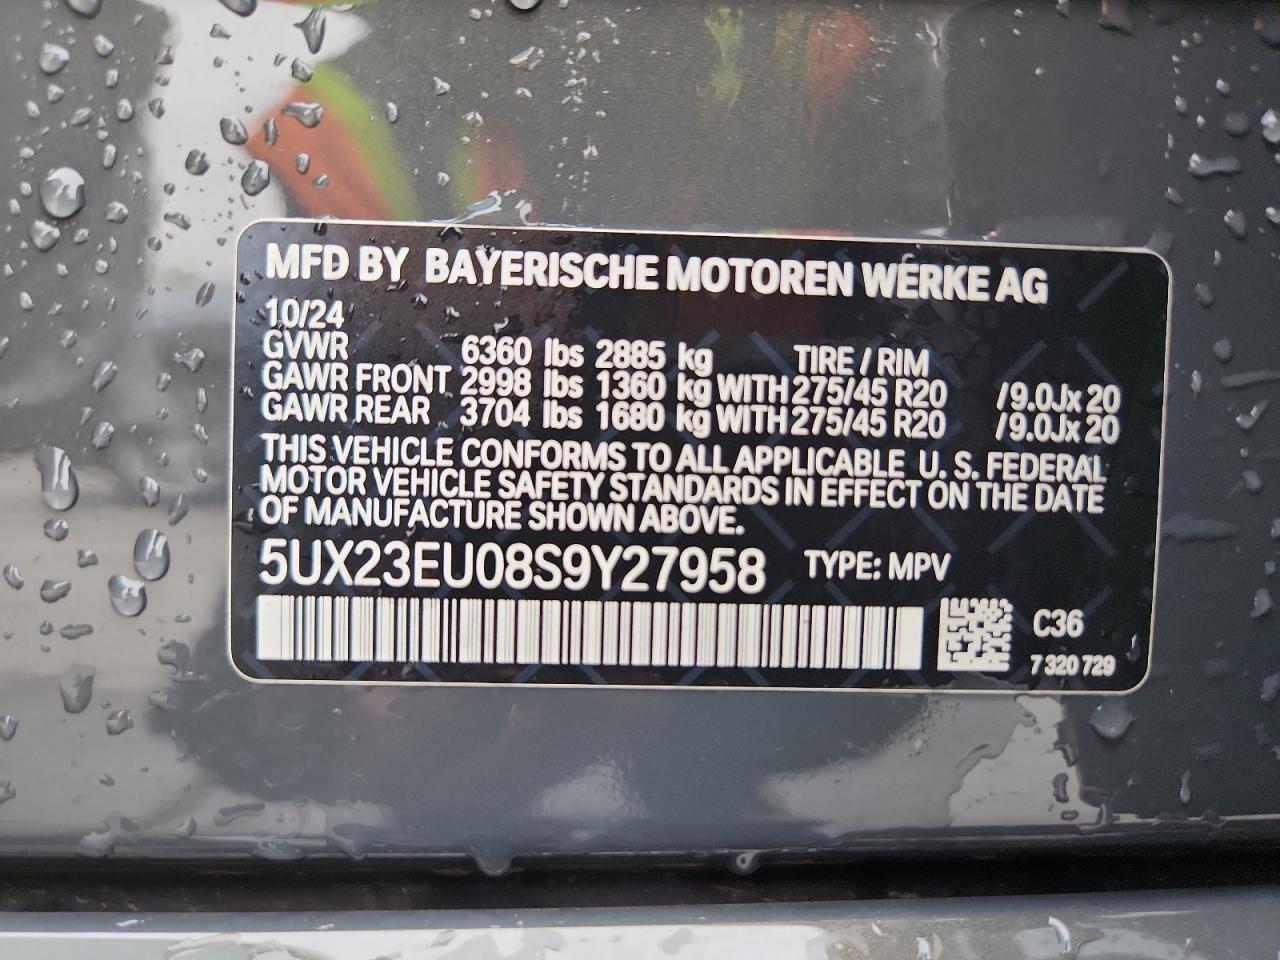 MFD BY BAYERISCHE MOTOREN WERKE AG
10/24
GVWR 6360 lbs 2885 kg TIRE / RIM
GAWR FRONT 2998 lbs 1360 kg WITH 275/45 R20 /9.0Jx 20
GAWR REAR 3704 lbs 1680 kg WITH 275/45 R20 /9.0Jx 20
THIS VEHICLE CONFORMS TO ALL APPLICABLE U. S. FEDERAL
MOTOR VEHICLE SAFETY STANDARDS IN EFFECT ON THE DATE
OF MANUFACTURE SHOWN ABOVE.
5UX23EU08S9Y27958 TYPE: MPV
C36
7 320 729